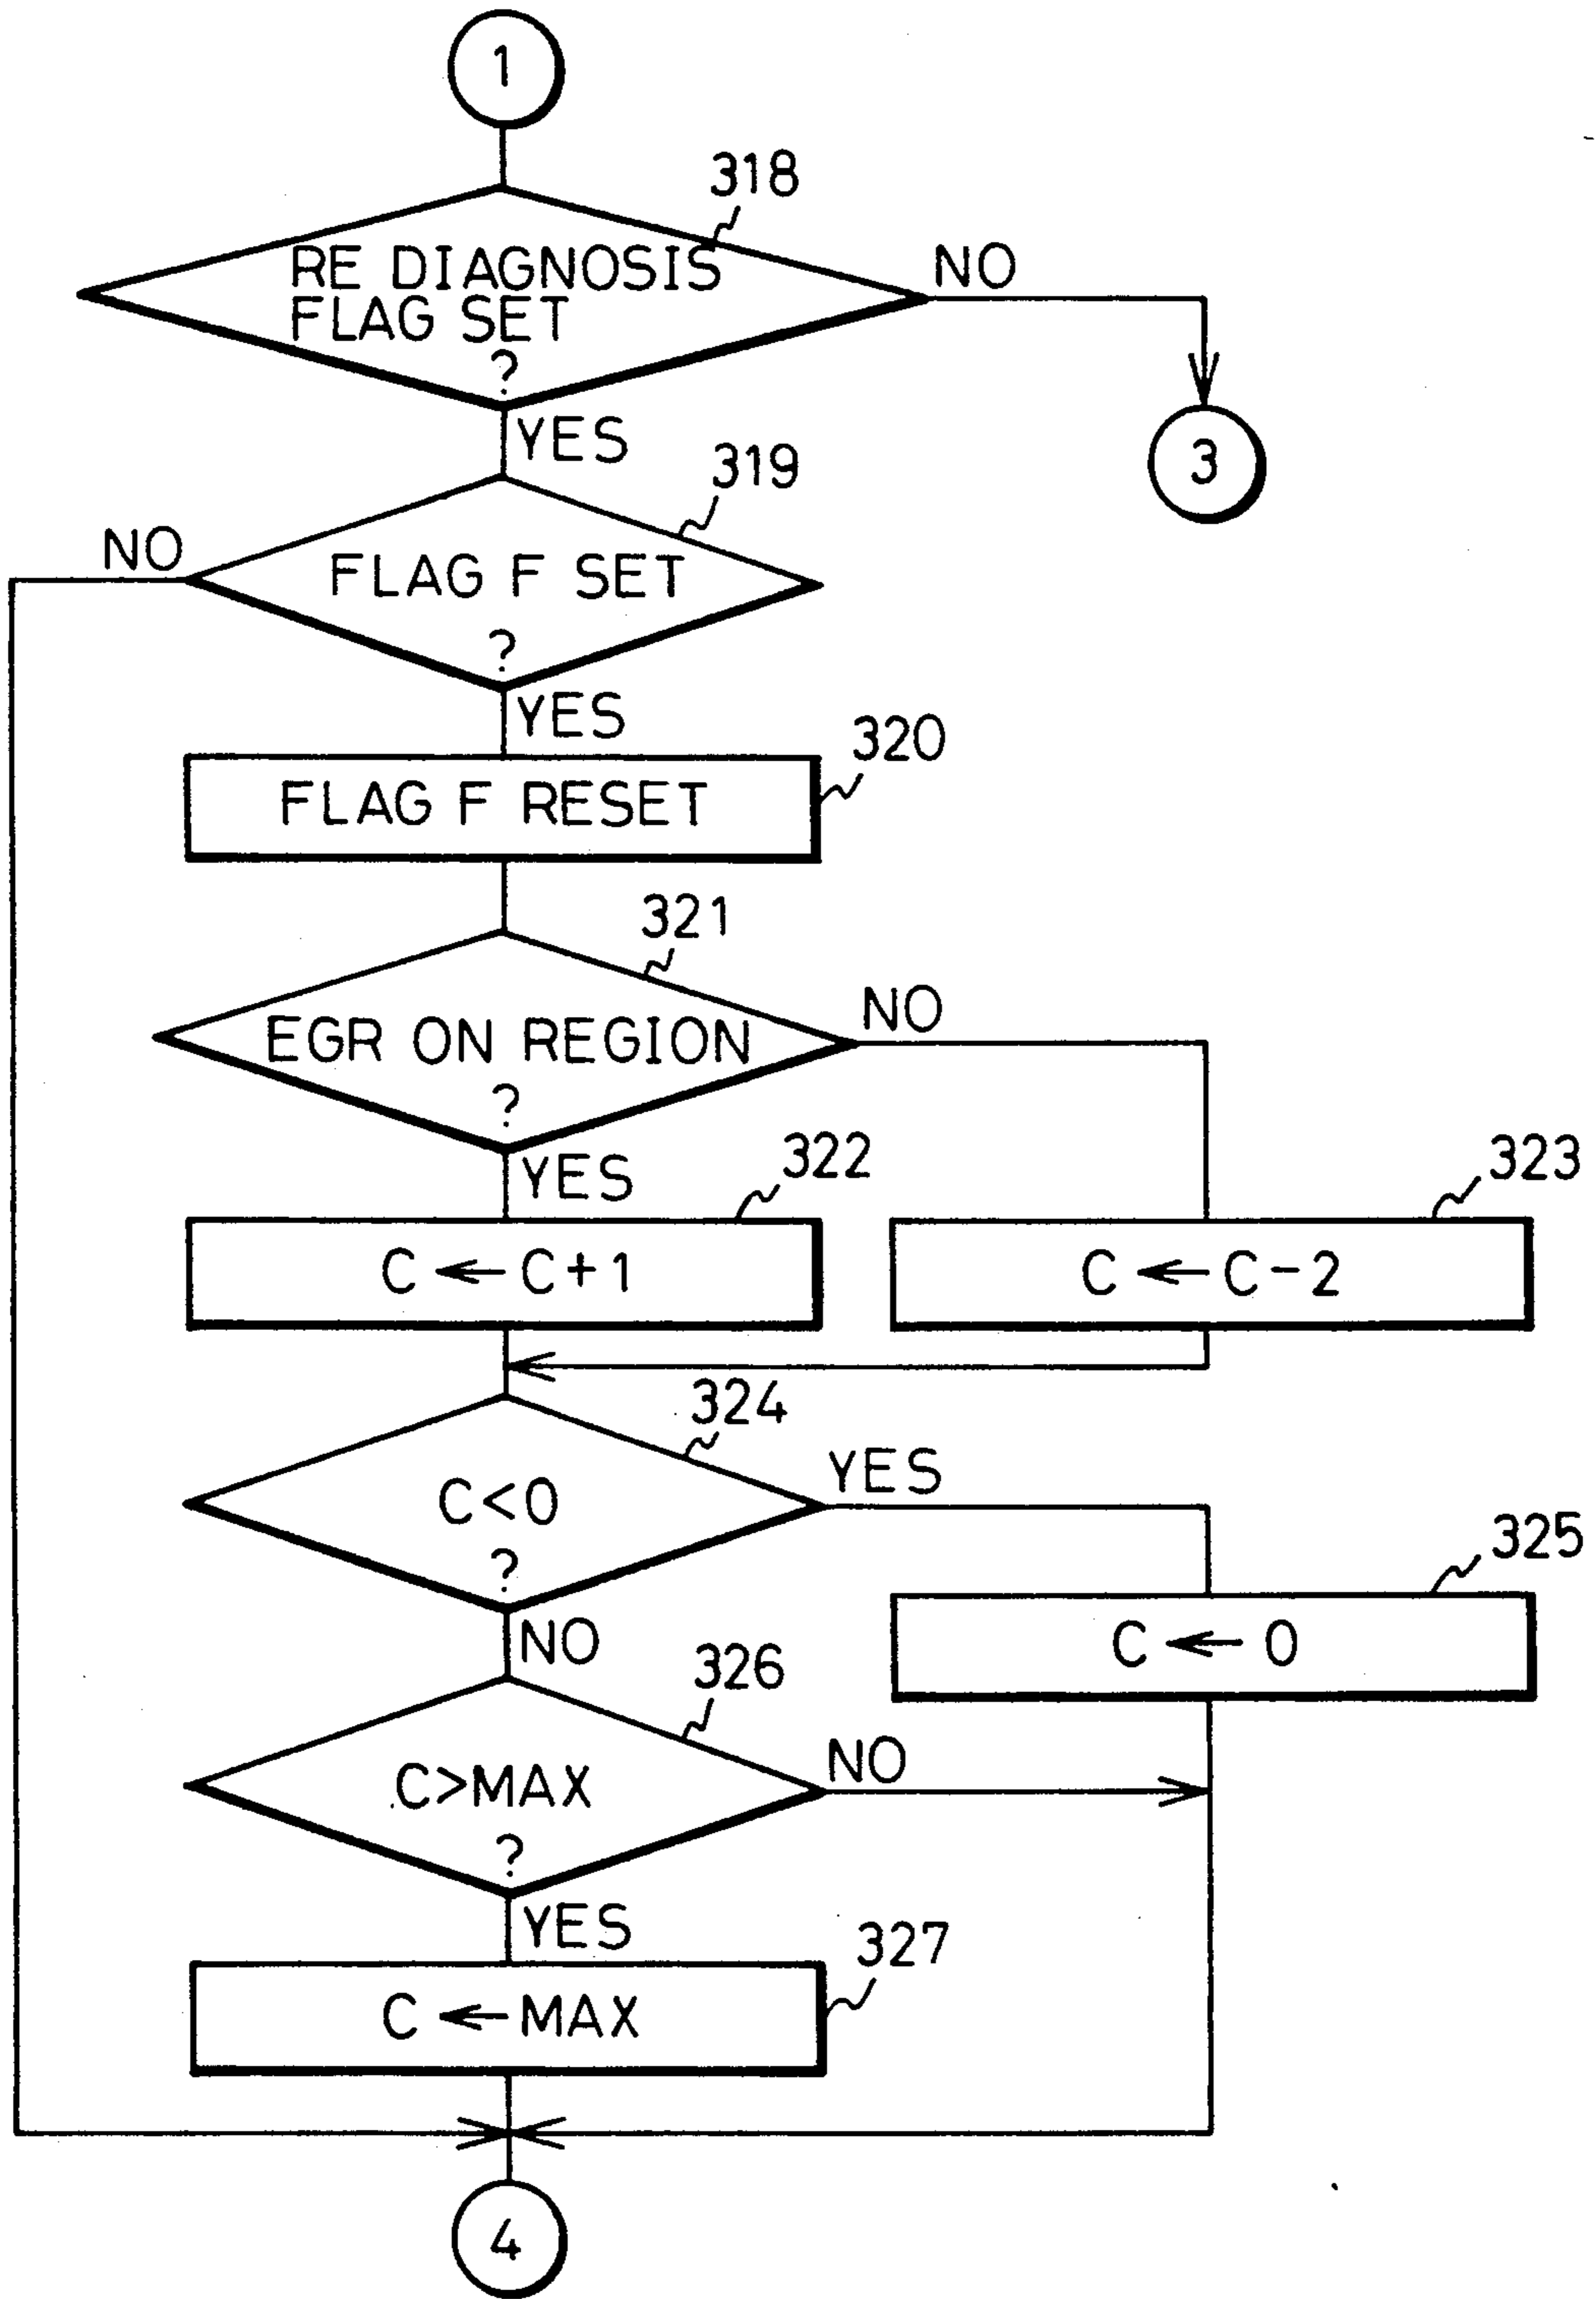 1
318
RE DIAGNOSIS
FLAG SET
?
NO
YES
3
319
NO
FLAG F SET
?
YES
320
FLAG F RESET
321
NO
EGR ON REGION
?
YES
322
323
C ← C+1
C ← C-2
324
YES
C<0
?
325
NO
C ← 0
326
NO
C>MAX
?
YES
327
C ← MAX
4